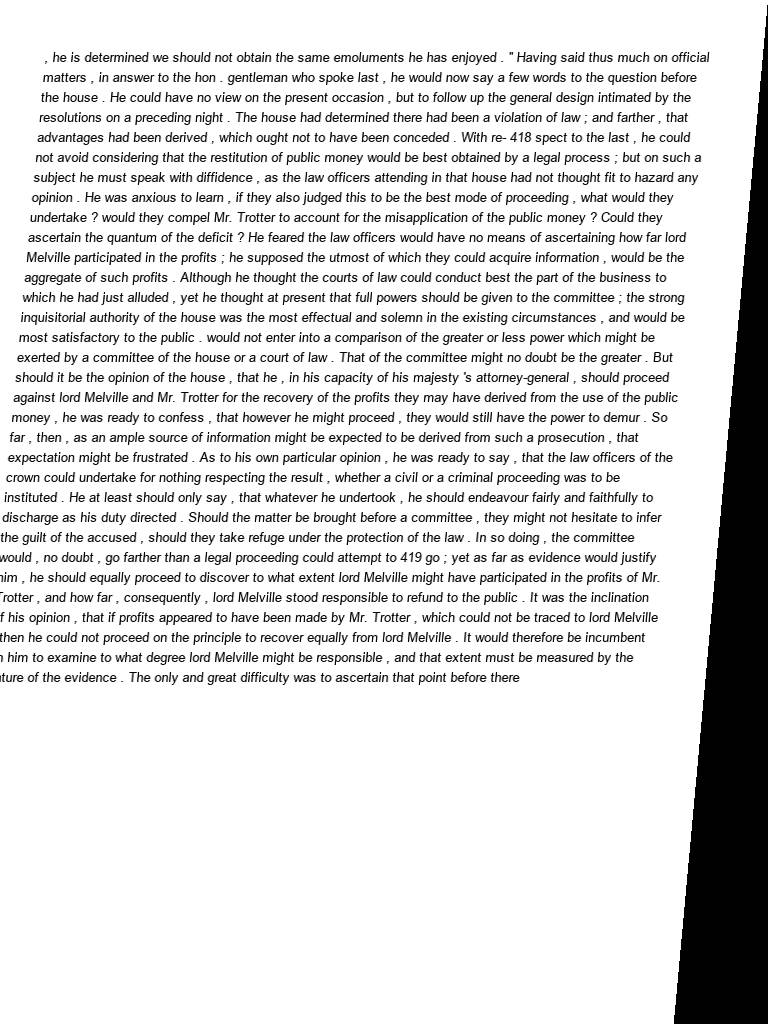 , he is determined we should not obtain the same emoluments he has enjoyed . " Having said thus much on official
matters , in answer to the hon . gentleman who spoke last , he would now say a few words to the question before
the house . He could have no view on the present occasion , but to follow up the general design intimated by the
resolutions on a preceding night . The house had determined there had been a violation of law ; and farther , that
advantages had been derived , which ought not to have been conceded . With re- 418 spect to the last , he could
not avoid considering that the restitution of public money would be best obtained by a legal process ; but on such a
subject he must speak with diffidence , as the law officers attending in that house had not thought fit to hazard any
opinion . He was anxious to learn , if they also judged this to be the best mode of proceeding , what would they
undertake ? would they compel Mr. Trotter to account for the misapplication of the public money ? Could they
ascertain the quantum of the deficit ? He feared the law officers would have no means of ascertaining how far lord
Melville participated in the profits ; he supposed the utmost of which they could acquire information , would be the
aggregate of such profits . Although he thought the courts of law could conduct best the part of the business to
which he had just alluded , yet he thought at present that full powers should be given to the committee ; the strong
inquisitorial authority of the house was the most effectual and solemn in the existing circumstances , and would be
most satisfactory to the public . would not enter into a comparison of the greater or less power which might be
exerted by a committee of the house or a court of law . That of the committee might no doubt be the greater . But
should it be the opinion of the house , that he , in his capacity of his majesty 's attorney-general , should proceed
against lord Melville and Mr. Trotter for the recovery of the profits they may have derived from the use of the public
money , he was ready to confess , that however he might proceed , they would still have the power to demur . So
far , then , as an ample source of information might be expected to be derived from such a prosecution , that
expectation might be frustrated . As to his own particular opinion , he was ready to say , that the law officers of the
crown could undertake for nothing respecting the result , whether a civil or a criminal proceeding was to be
instituted . He at least should only say , that whatever he undertook , he should endeavour fairly and faithfully to
discharge as his duty directed . Should the matter be brought before a committee , they might not hesitate to infer
the guilt of the accused , should they take refuge under the protection of the law . In so doing , the committee
would , no doubt , go farther than a legal proceeding could attempt to 419 go ; yet as far as evidence would justify
him , he should equally proceed to discover to what extent lord Melville might have participated in the profits of Mr.
Trotter , and how far , consequently , lord Melville stood responsible to refund to the public . It was the inclination
f his opinion , that if profits appeared to have been made by Mr. Trotter , which could not be traced to lord Melville
then he could not proceed on the principle to recover equally from lord Melville . It would therefore be incumbent
n him to examine to what degree lord Melville might be responsible , and that extent must be measured by the
ture of the evidence . The only and great difficulty was to ascertain that point before there